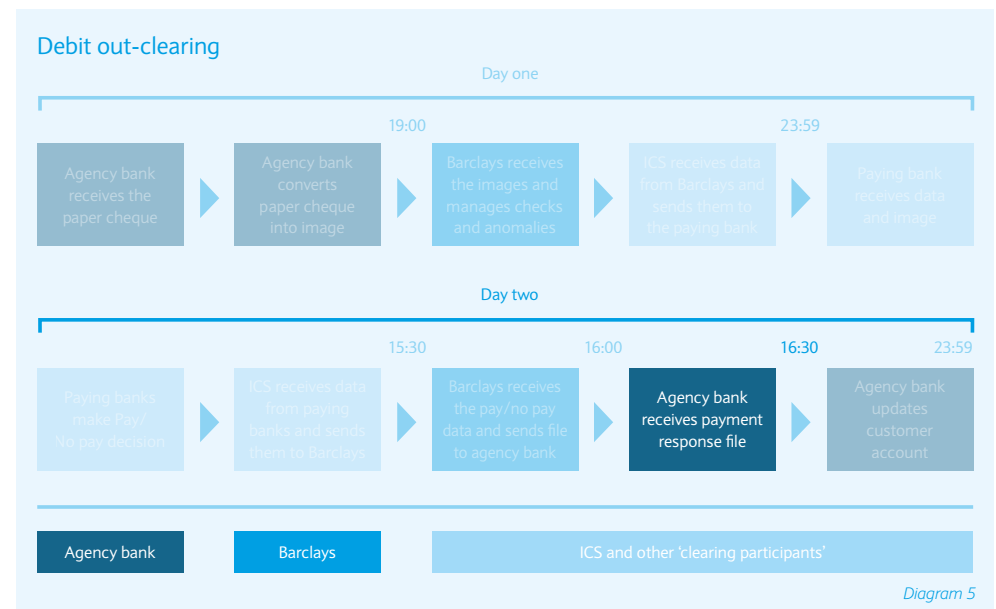 Debit out-clearing
Day one
19:00
23:59
Agency bank
receives the
paper cheque
Agency bank
converts
paper cheque
into image
Barclays receives
the images and
manages checks
and anomalies
ICS receives data
from Barclays and
sends them to
the paying bank
Paying bank
receives data
and Image
Day two
15:30
16:00
16:30
23:59
Paying banks
make Pay/
No pay decision
ICS receives data
from paying
banks and sends
them to Barclays
Barclays receives
the pay/no pay
data and sends file
to agency bank
Agency bank
receives payment
response file
Agency bank
updates
customer
account
Agency bank
Barclays
ICS and other ‘clearing participants’
Diagram 5